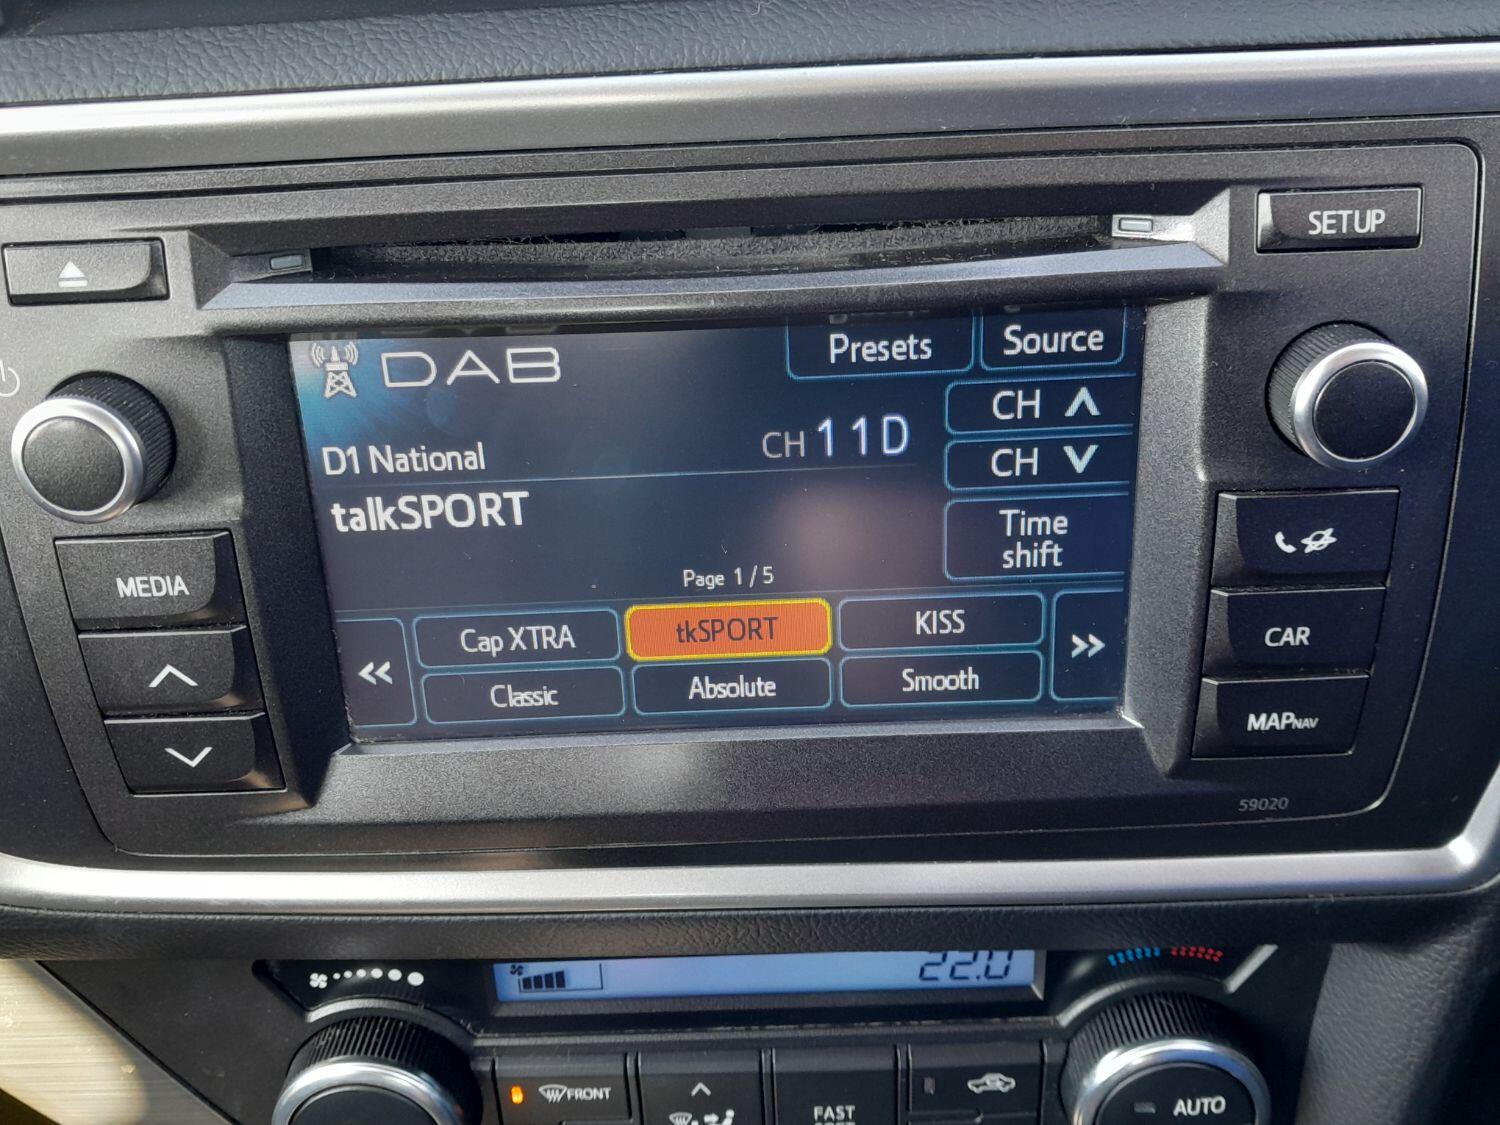 SETUP
DAB
Presets
Source
CH
D1 National
CH 11D
CH
talkSPORT
Time
shift
Page 1 / 5
MEDIA
Cap XTRA
tkSPORT
KISS
Classic
Absolute
Smooth
CAR
MAPNAV
59020
22.0
FRONT
FAST
AUTO